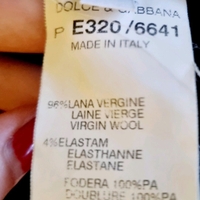 DOLCE & GABBANA
P E320/6641
MADE IN ITALY
96%LANA VERGINE
LAINE VIERGE
VIRGIN WOOL
4%ELASTAM
ELASTHANNE
ELASTANE
FODERA 100%PA
DOUBLURE 100%PA